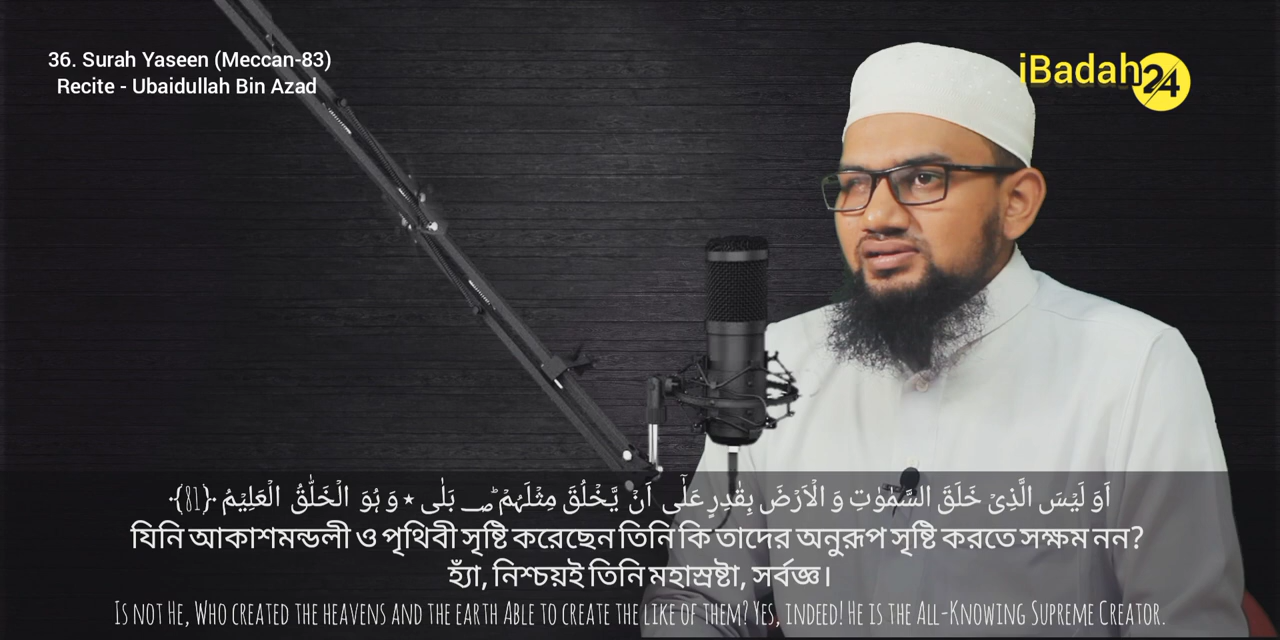 36. Surah Yaseen (Meccan-83)
Recite - Ubaidullah Bin Azad
iBadah24
اَوَ لَیْسَ الَّذِیْ خَلَقَ السَّمٰوٰتِ وَ الْاَرْضَ بِقٰدِرٍ عَلٰۤی اَنْ یَّخْلُقَ مِثْلَہُمْ ؃ؕ بَلٰی ٭ وَ ہُوَ الْخَلّٰقُ الْعَلِیْمُ ﴿81﴾
যিনি আকাশমন্ডলী ও পৃথিবী সৃষ্টি করেছেন তিনি কি তাদের অনুরূপ সৃষ্টি করতে সক্ষম নন?
হ্যাঁ, নিশ্চয়ই তিনি মহাস্রষ্টা, সর্বজ্ঞ।
Is not He, Who created the heavens and the earth Able to create the like of them? Yes, indeed! He is the All-Knowing Supreme Creator.